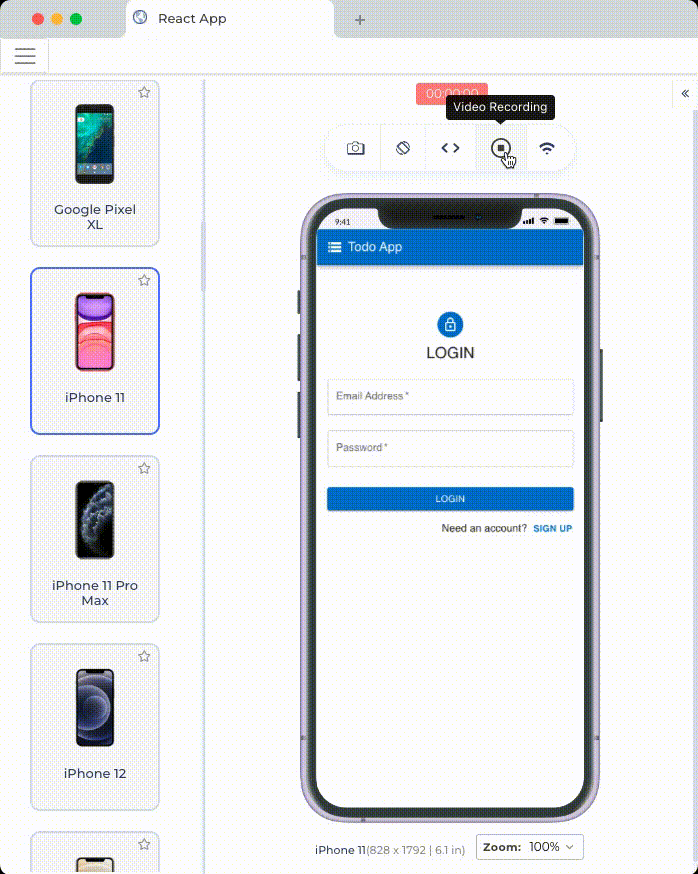 React App
00:00:00
Video Recording
Google Pixel
XL
iPhone 11
iPhone 11 Pro
Max
iPhone 12
9:41
Todo App
LOGIN
Email Address *
Password *
LOGIN
Need an account? SIGN UP
iPhone 11(828 x 1792 | 6.1 in)
Zoom: 100%